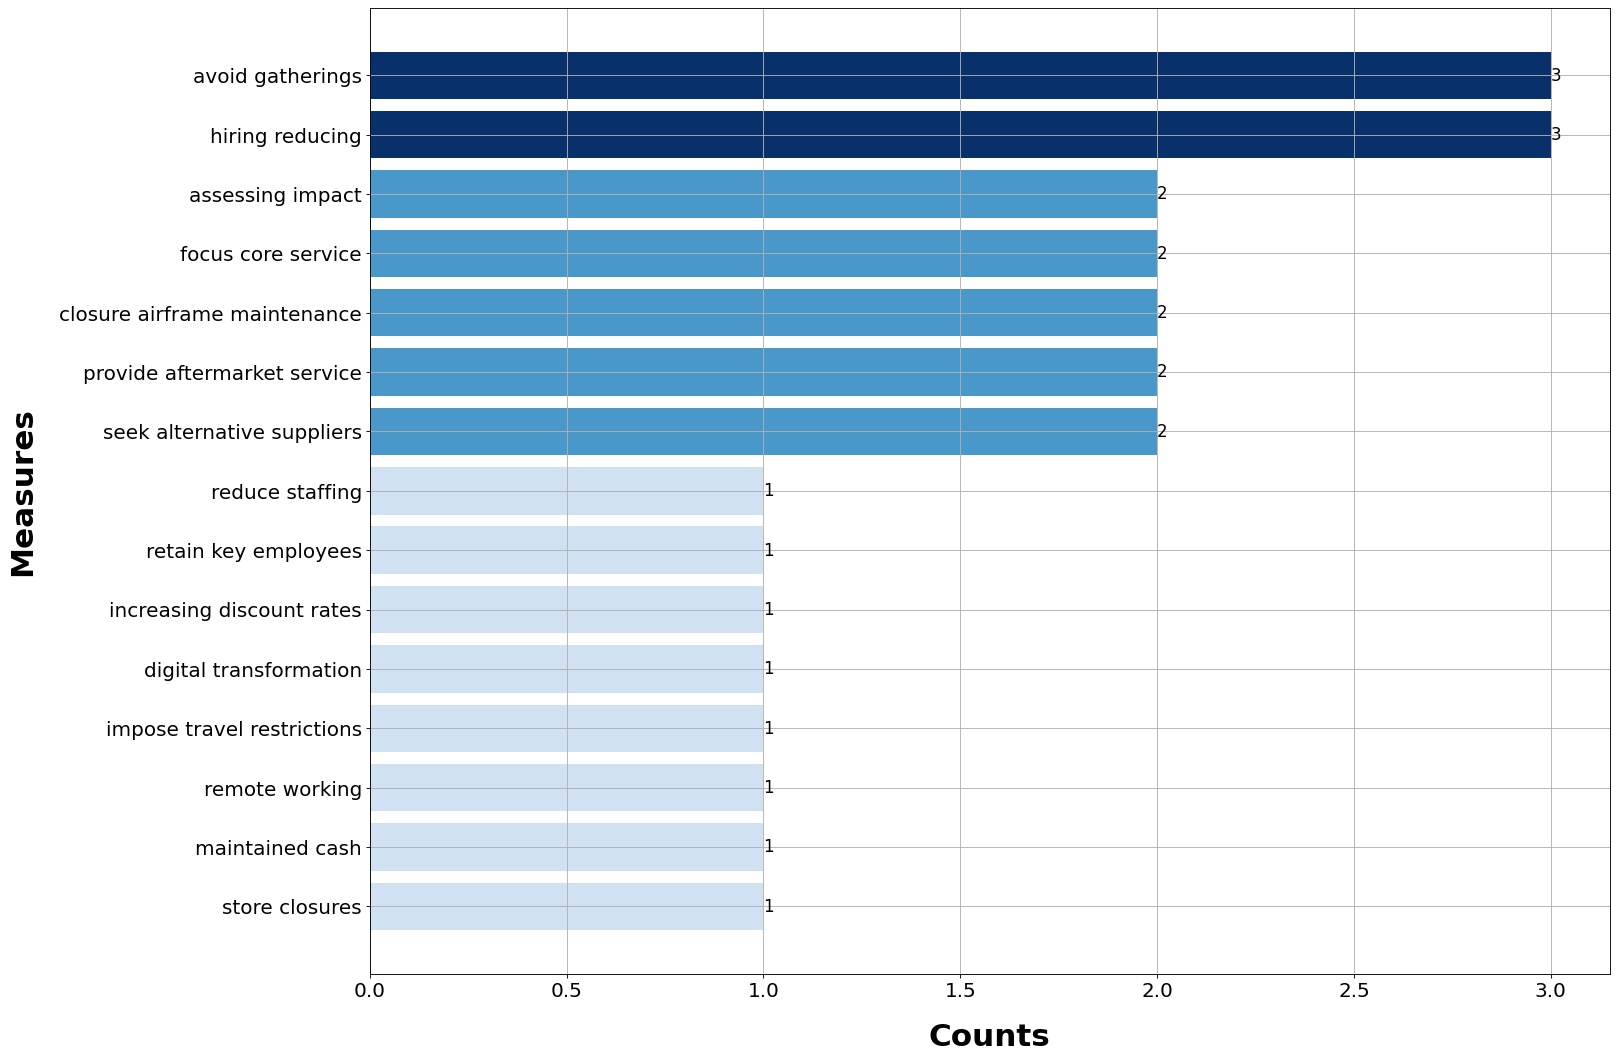 avoid gatherings 3
hiring reducing 3
assessing impact 2
focus core service 2
closure airframe maintenance 2
provide aftermarket service 2
seek alternative suppliers 2
reduce staffing 1
retain key employees 1
increasing discount rates 1
digital transformation 1
impose travel restrictions 1
remote working 1
maintained cash 1
store closures 1
Measures
0.0 0.5 1.0 1.5 2.0 2.5 3.0
Counts